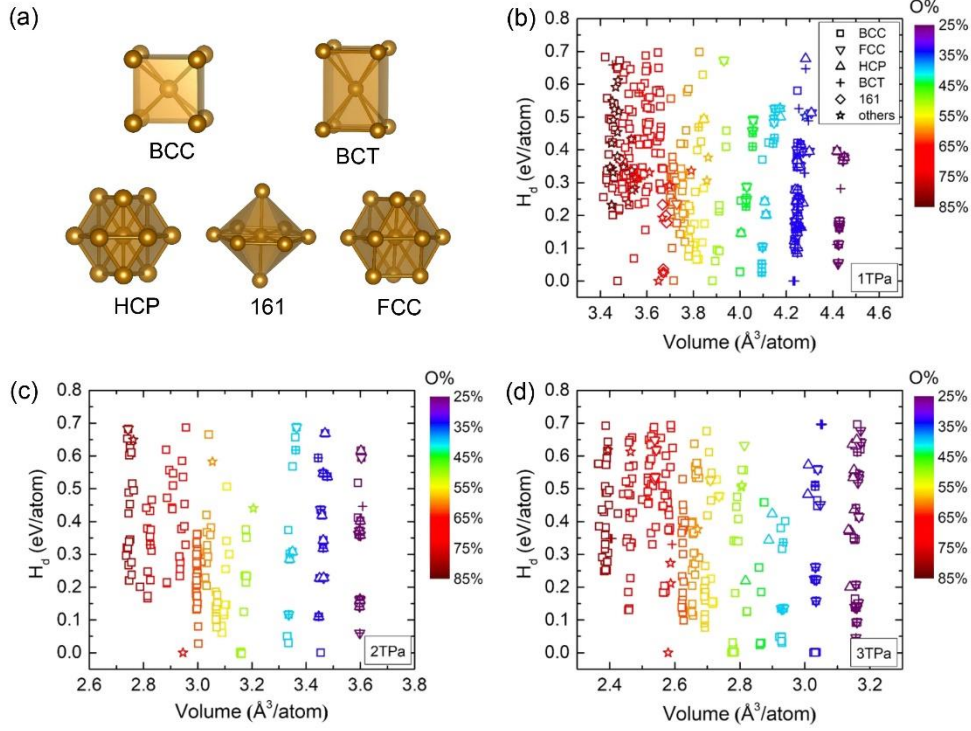 (a)
BCC
BCT
HCP
161
FCC
(b)
H_d (eV/atom)
0.8
0.7
0.6
0.5
0.4
0.3
0.2
0.1
0.0
3.4 3.6 3.8 4.0 4.2 4.4 4.6
Volume (Å³/atom)
BCC
FCC
HCP
BCT
161
others
1TPa
O%
25%
35%
45%
55%
65%
75%
85%
(c)
H_d (eV/atom)
0.8
0.7
0.6
0.5
0.4
0.3
0.2
0.1
0.0
2.6 2.8 3.0 3.2 3.4 3.6 3.8
Volume (Å³/atom)
2TPa
O%
25%
35%
45%
55%
65%
75%
85%
(d)
H_d (eV/atom)
0.8
0.7
0.6
0.5
0.4
0.3
0.2
0.1
0.0
2.4 2.6 2.8 3.0 3.2
Volume (Å³/atom)
3TPa
O%
25%
35%
45%
55%
65%
75%
85%